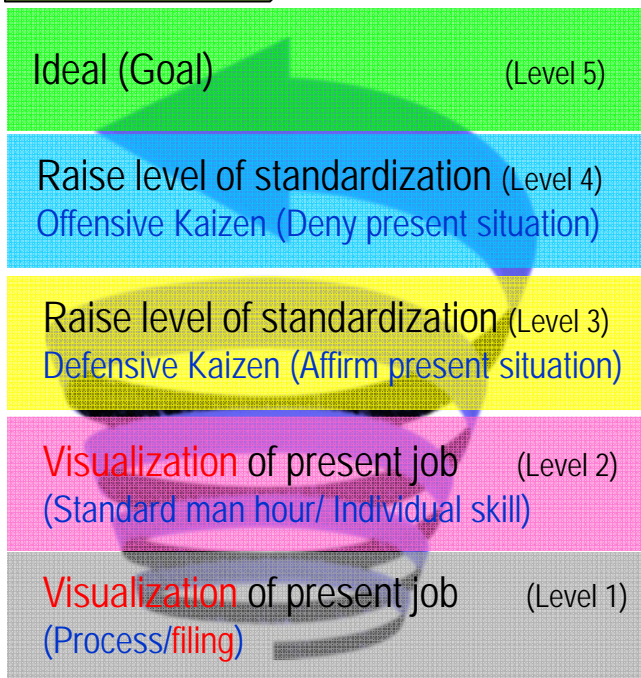 Ideal (Goal) (Level 5)
Raise level of standardization (Level 4)
Offensive Kaizen (Deny present situation)
Raise level of standardization (Level 3)
Defensive Kaizen (Affirm present situation)
Visualization of present job (Level 2)
(Standard man hour/ Individual skill)
Visualization of present job (Level 1)
(Process/filing)